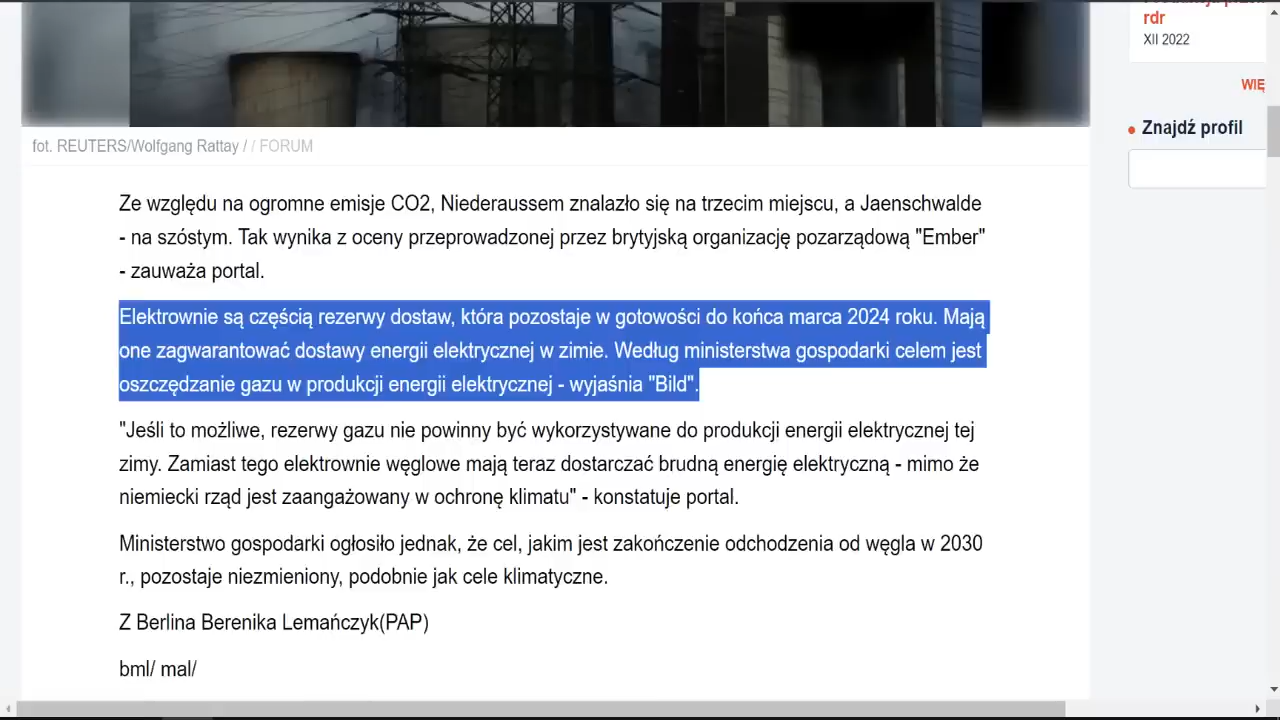 rdr
XII 2022
WIĘ
Znajdź profil
fot. REUTERS/Wolfgang Rattay / / FORUM
Ze względu na ogromne emisje CO2, Niederaussem znalazło się na trzecim miejscu, a Jaenschwalde
- na szóstym. Tak wynika z oceny przeprowadzonej przez brytyjską organizację pozarządową "Ember"
- zauważa portal.
Elektrownie są częścią rezerwy dostaw, która pozostaje w gotowości do końca marca 2024 roku. Mają
one zagwarantować dostawy energii elektrycznej w zimie. Według ministerstwa gospodarki celem jest
oszczędzanie gazu w produkcji energii elektrycznej - wyjaśnia "Bild".
"Jeśli to możliwe, rezerwy gazu nie powinny być wykorzystywane do produkcji energii elektrycznej tej
zimy. Zamiast tego elektrownie węglowe mają teraz dostarczać brudną energię elektryczną - mimo że
niemiecki rząd jest zaangażowany w ochronę klimatu" - konstatuje portal.
Ministerstwo gospodarki ogłosiło jednak, że cel, jakim jest zakończenie odchodzenia od węgla w 2030
r., pozostaje niezmieniony, podobnie jak cele klimatyczne.
Z Berlina Berenika Lemańczyk(PAP)
bml/ mal/